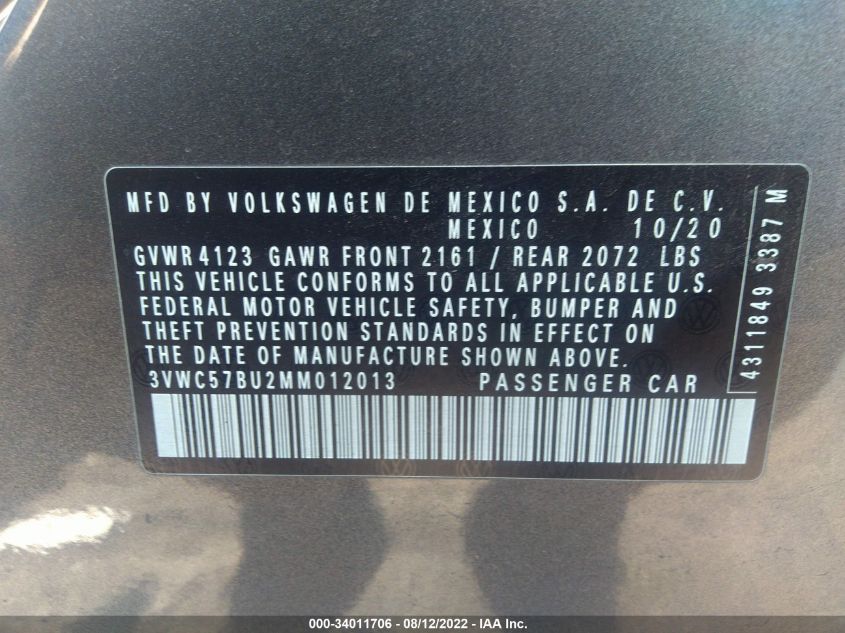 MFD BY VOLKSWAGEN DE MEXICO S.A. DE C.V.
MEXICO 10/20
GVWR 4123 GAWR FRONT 2161 / REAR 2072 LBS
THIS VEHICLE CONFORMS TO ALL APPLICABLE U.S.
FEDERAL MOTOR VEHICLE SAFETY, BUMPER AND
THEFT PREVENTION STANDARDS IN EFFECT ON
THE DATE OF MANUFACTURE SHOWN ABOVE.
3VWC57BU2MM012013 PASSENGER CAR
4311849 3387 M
000-34011706 - 08/12/2022 - IAA Inc.